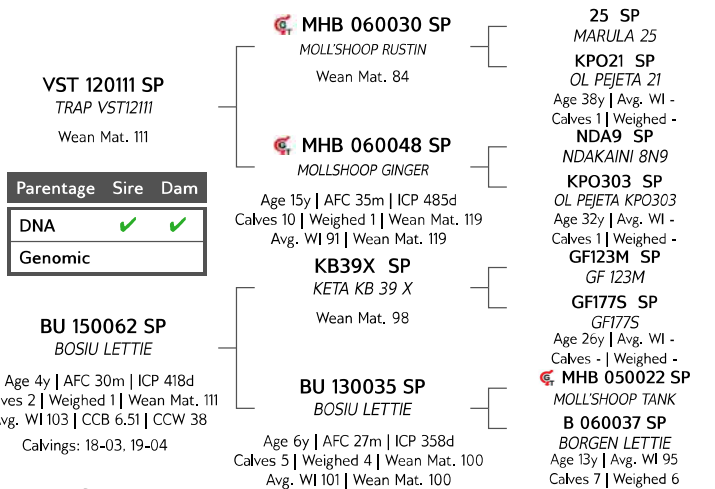 VST 120111 SP
TRAP VST12111
Wean Mat. 111
Parentage Sire Dam
DNA ✔ ✔
Genomic
BU 150062 SP
BOSIU LETTIE
Age 4y | AFC 30m | ICP 418d
ves 2 | Weighed 1 | Wean Mat. 111
vg. WI 103 | CCB 6.51 | CCW 38
Calvings: 18-03, 19-04
MHB 060030 SP
MOLL'SHOOP RUSTIN
Wean Mat. 84
MHB 060048 SP
MOLLSHOOP GINGER
Age 15y | AFC 35m | ICP 485d
Calves 10 | Weighed 1 | Wean Mat. 119
Avg. WI 91 | Wean Mat. 119
KB39X SP
KETA KB 39 X
Wean Mat. 98
BU 130035 SP
BOSIU LETTIE
Age 6y | AFC 27m | ICP 358d
Calves 5 | Weighed 4 | Wean Mat. 100
Avg. WI 101 | Wean Mat. 100
25 SP
MARULA 25
KPO21 SP
OL PEJETA 21
Age 38y | Avg. WI -
Calves 1 | Weighed -
NDA9 SP
NDAKAINI 8N9
KPO303 SP
OL PEJETA KPO303
Age 32y | Avg. WI -
Calves 1 | Weighed -
GF123M SP
GF 123M
GF177S SP
GF177S
Age 26y | Avg. WI -
Calves - | Weighed -
MHB 050022 SP
MOLL'SHOOP TANK
B 060037 SP
BORGEN LETTIE
Age 13y | Avg. WI 95
Calves 7 | Weighed 6